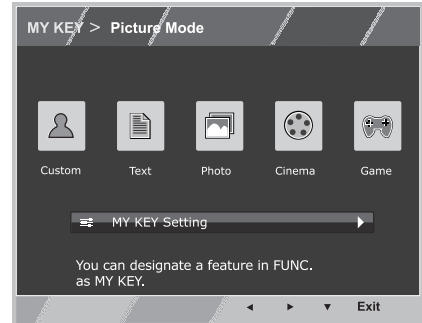 MY KEY > Picture Mode
Custom Text Photo Cinema Game
MY KEY Setting
You can designate a feature in FUNC.
as MY KEY.
Exit